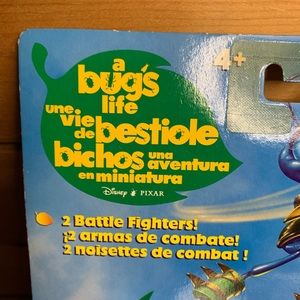 4+
a
bug's
life
une
vie
de bestiole
bichos una
aventura
en miniatura
Disney PIXAR
2 Battle Fighters!
¡2 armas de combate!
2 noisettes de combat !